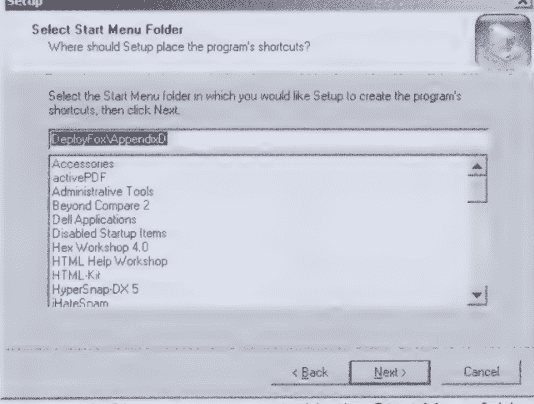 Setup
Select Start Menu Folder
Where should Setup place the program's shortcuts?
Select the Start Menu folder in which you would like Setup to create the program's
shortcuts, then click Next.
DeployFox\AppendixD
Accessories
activePDF
Administrative Tools
Beyond Compare 2
Dell Applications
Disabled Startup Items
Hex Workshop 4.0
HTML Help Workshop
HTML-Kit
HyperSnap-DX 5
iHateSpam
< Back
Next >
Cancel